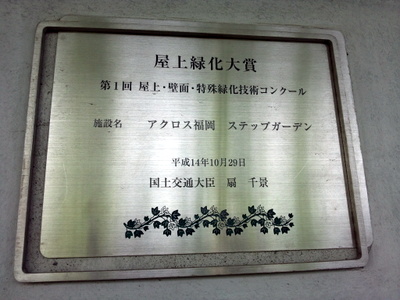 屋上緑化大賞
第1回 屋上・壁面・特殊緑化技術コンクール
施設名 アクロス福岡 ステップガーデン
平成14年10月29日
国土交通大臣 扇 千景